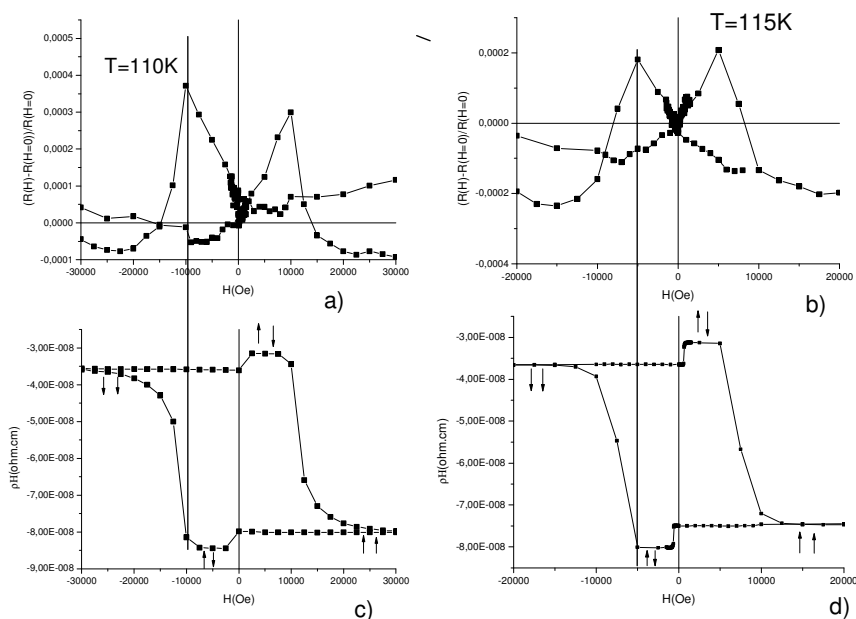 T=110K
0,0005
0,0004
0,0003
0,0002
0,0001
0,0000
-0,0001
(R(H)-R(H=0))/R(H=0)
-30000 -20000 -10000 0 10000 20000 30000
H(Oe)
a)
/
T=115K
0,0002
0,0000
-0,0002
-0,0004
(R(H)-R(H=0))/R(H=0)
-20000 -10000 0 10000 20000
H(Oe)
b)
-3,00E-008
-4,00E-008
-5,00E-008
-6,00E-008
-7,00E-008
-8,00E-008
-9,00E-008
ρH(ohm.cm)
-30000 -20000 -10000 0 10000 20000 30000
H(Oe)
c)
-3,00E-008
-4,00E-008
-5,00E-008
-6,00E-008
-7,00E-008
-8,00E-008
ρH(ohm.cm)
-20000 -10000 0 10000 20000
H(Oe)
d)